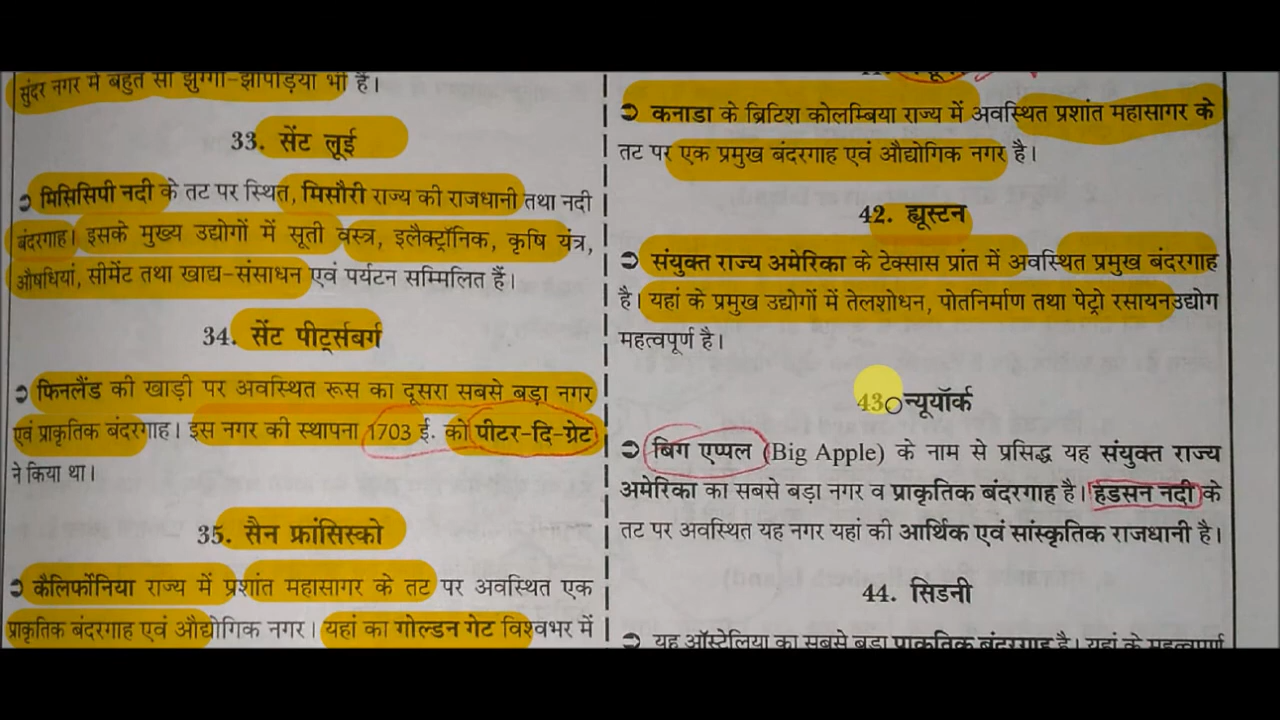 सुंदर नगर में बहुत सी झुग्गी-झोपड़िया भी है।
33. सेंट लूई
➲ मिसिसिपी नदी के तट पर स्थित, मिसौरी राज्य की राजधानी तथा नदी
बंदरगाह। इसके मुख्य उद्योगों में सूती वस्त्र, इलैक्ट्रॉनिक, कृषि यंत्र,
औषधियां, सीमेंट तथा खाद्य-संसाधन एवं पर्यटन सम्मिलित हैं।
34. सेंट पीर्ट्सबर्ग
➲ फिनलैंड की खाड़ी पर अवस्थित रूस का दूसरा सबसे बड़ा नगर
एवं प्राकृतिक बंदरगाह। इस नगर की स्थापना 1703 ई. को पीटर-दि-ग्रेट
ने किया था।
35. सैन फ्रांसिस्को
➲ कैलिफोंनिया राज्य में प्रशांत महासागर के तट पर अवस्थित एक
प्राकृतिक बंदरगाह एवं औद्योगिक नगर। यहां का गोल्डन गेट विश्वभर में
➲ कनाडा के ब्रिटिश कोलम्बिया राज्य में अवस्थित प्रशांत महासागर के
तट पर एक प्रमुख बंदरगाह एवं औद्योगिक नगर है।
42. ह्यूस्टन
➲ संयुक्त राज्य अमेरिका के टेक्सास प्रांत में अवस्थित प्रमुख बंदरगाह
है। यहां के प्रमुख उद्योगों में तेलशोधन, पोतनिर्माण तथा पेट्रो रसायनउद्योग
महत्वपूर्ण है।
43. न्यूयॉर्क
➲ बिग एप्पल (Big Apple) के नाम से प्रसिद्ध यह संयुक्त राज्य
अमेरिका का सबसे बड़ा नगर व प्राकृतिक बंदरगाह है। हडसन नदी के
तट पर अवस्थित यह नगर यहां की आर्थिक एवं सांस्कृतिक राजधानी है।
44. सिडनी
➲ यह ऑस्ट्रेलिया का सबसे बड़ा प्राकृतिक बंदरगाह है। यहां के महत्वपूर्ण